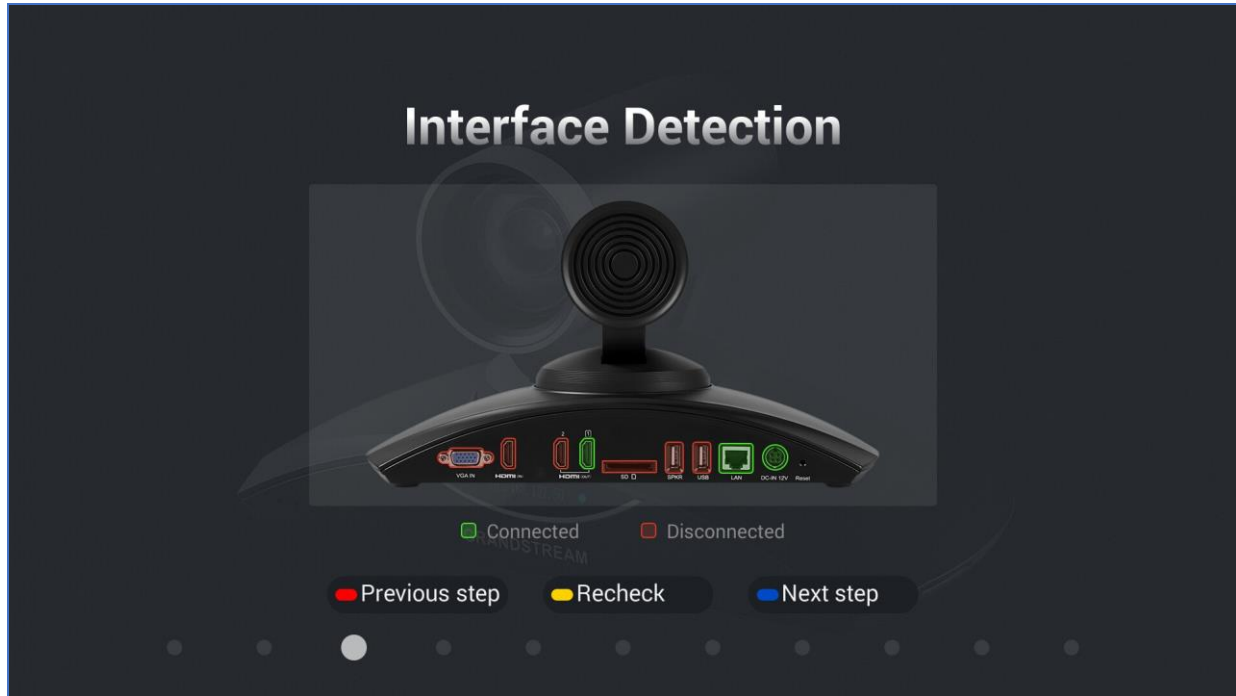 Interface Detection
2 1
VGA IN HDMI IN HDMI OUT SD SPKR USB LAN DC-IN 12V Reset
Connected Disconnected
GRANDSTREAM
Previous step Recheck Next step